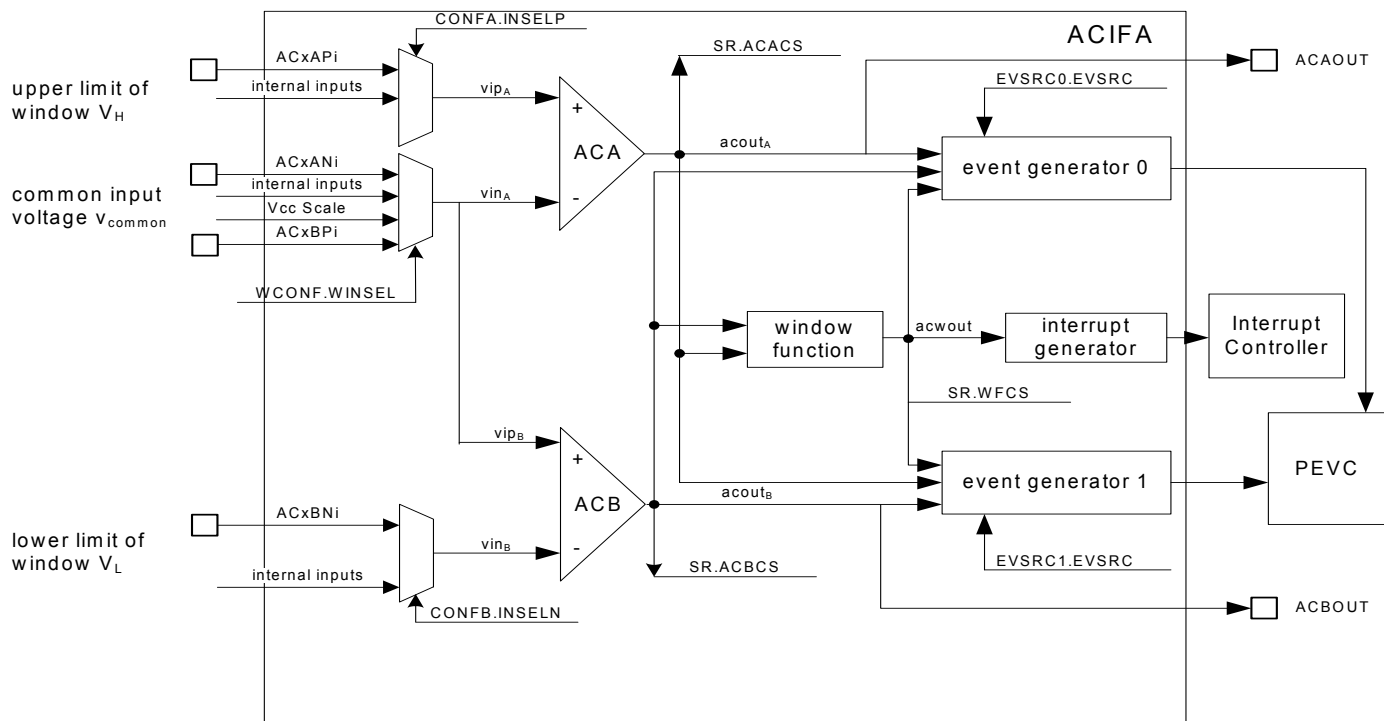 CONFA.INSELP
ACIFA
ACxAPi
SR.ACACS
ACAOUT
upper limit of
window VH
internal inputs
EVSRC0.EVSRC
vipA
+
ACA
-
acoutA
event generator 0
ACxANi
internal inputs
common input
voltage vcommon
Vcc Scale
vinA
ACxBPi
WCONF.WINSEL
window
function
acwout
interrupt
generator
Interrupt
Controller
SR.WFCS
vipB
+
ACB
-
acoutB
event generator 1
PEVC
ACxBNi
lower limit of
window VL
vinB
internal inputs
SR.ACBCS
EVSRC1.EVSRC
CONFB.INSELN
ACBOUT